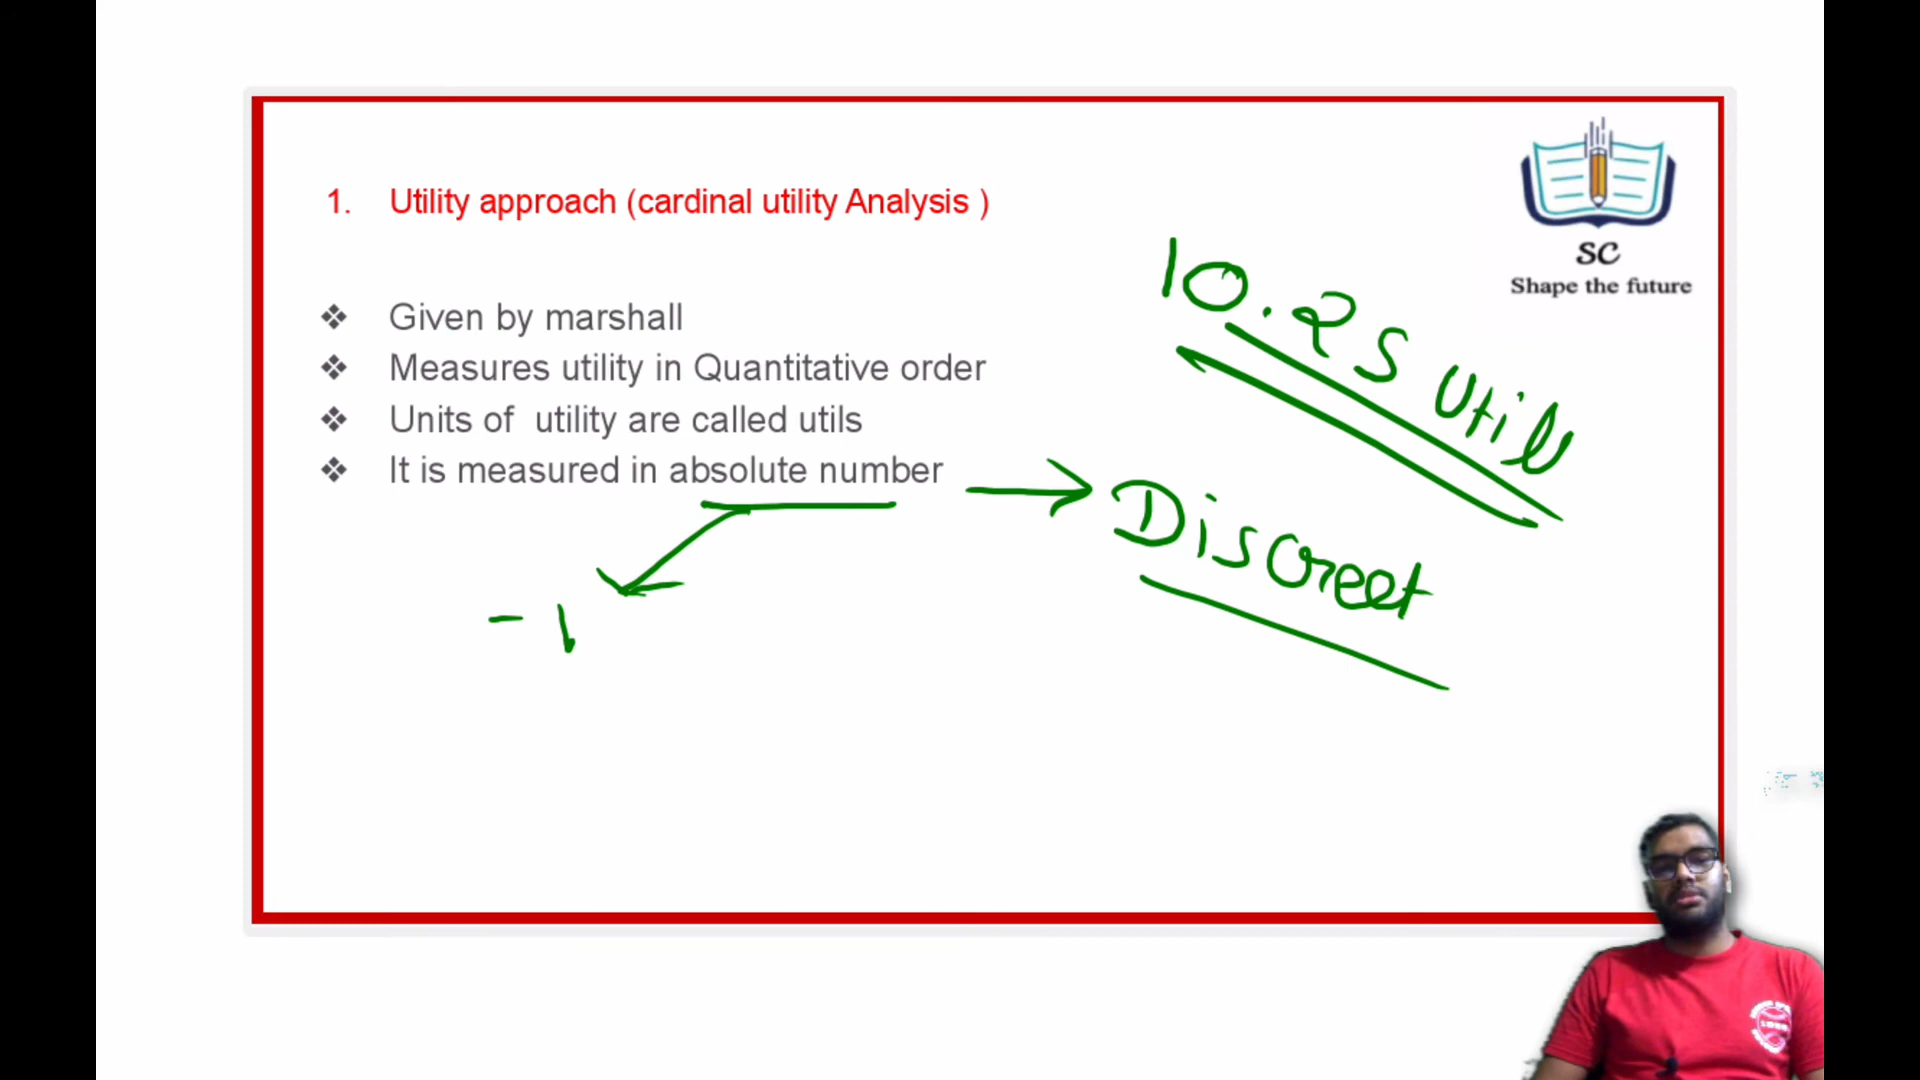 1. Utility approach (cardinal utility Analysis )
SC
Shape the future
❖ Given by marshall
❖ Measures utility in Quantitative order
❖ Units of utility are called utils
❖ It is measured in absolute number
10.25 Utils
Discreet
- 1